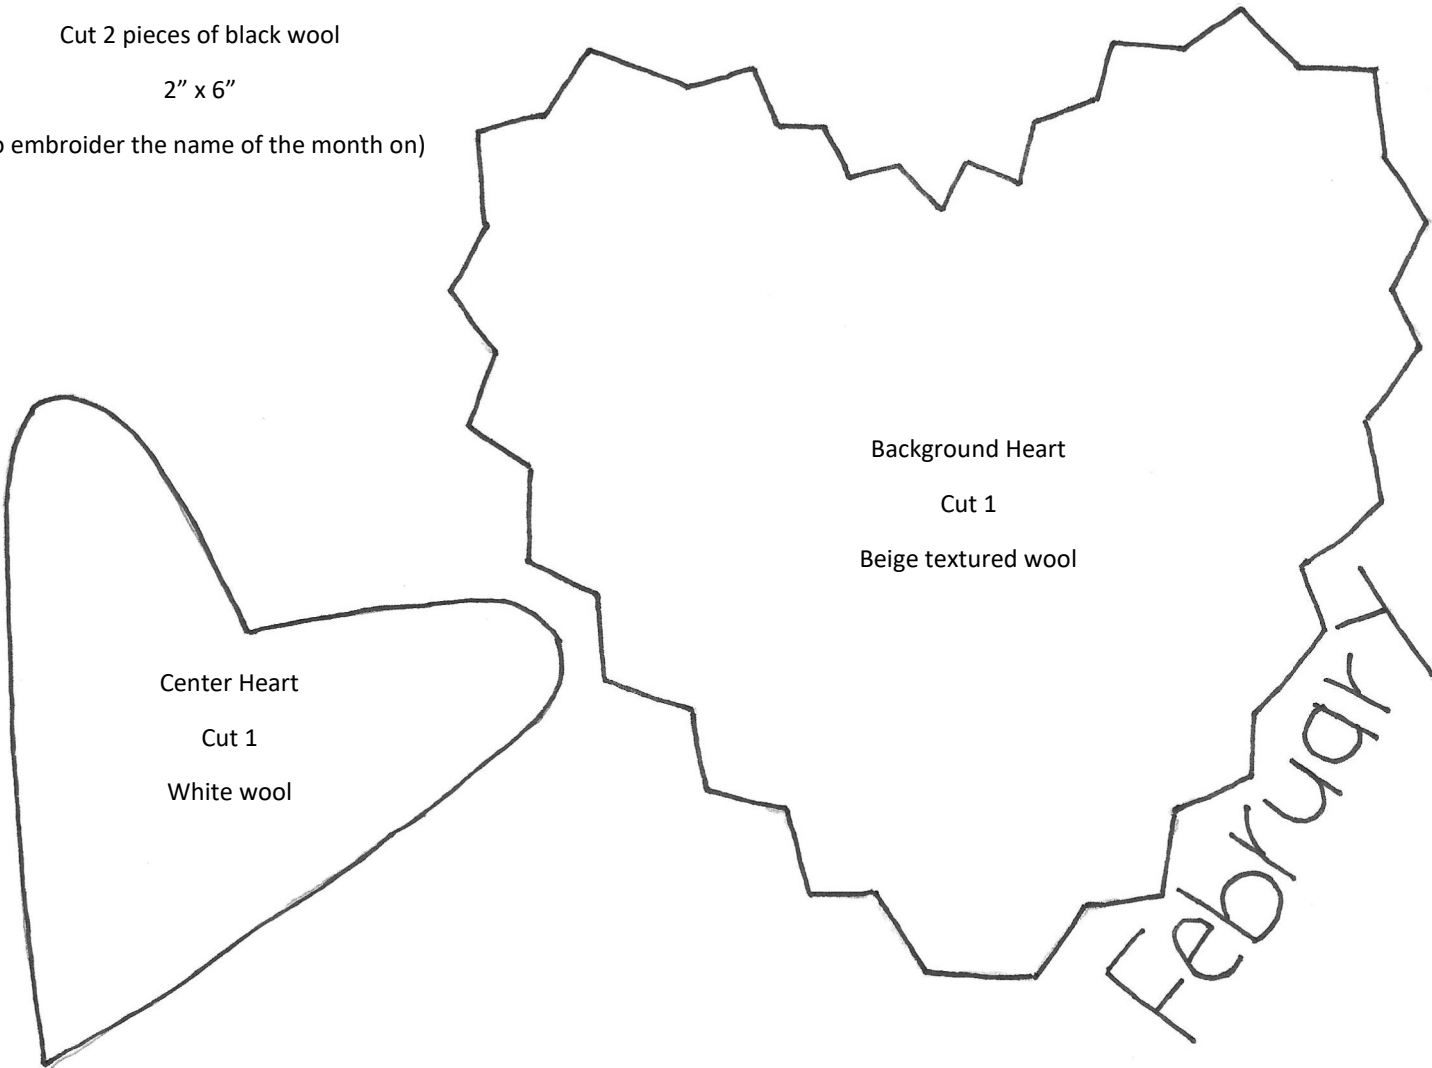 Cut 2 pieces of black wool
2” x 6”
embroider the name of the month on)
Background Heart
Cut 1
Beige textured wool
Center Heart
Cut 1
White wool
February